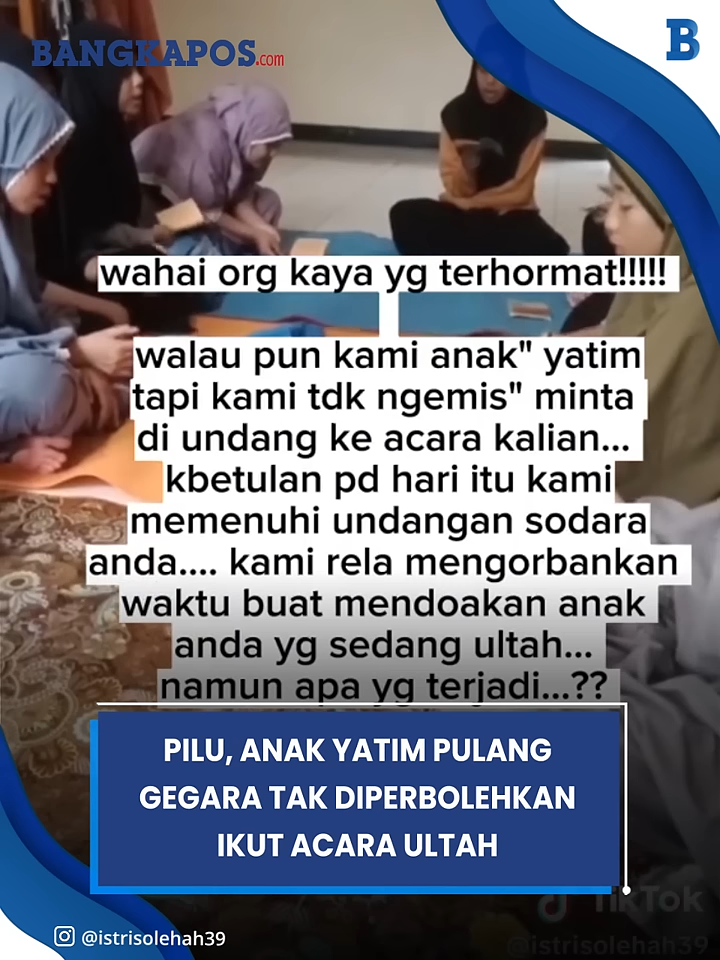 BANGKAPOS.com
B
wahai org kaya yg terhormat!!!!!
walau pun kami anak" yatim
tapi kami tdk ngemis" minta
di undang ke acara kalian...
kbetulan pd hari itu kami
memenuhi undangan sodara
anda.... kami rela mengorbankan
waktu buat mendoakan anak
anda yg sedang ultah...
namun apa yg terjadi...??
PILU, ANAK YATIM PULANG
GEGARA TAK DIPERBOLEHKAN
IKUT ACARA ULTAH
TikTok
@istrisolehah39
@istrisolehah39